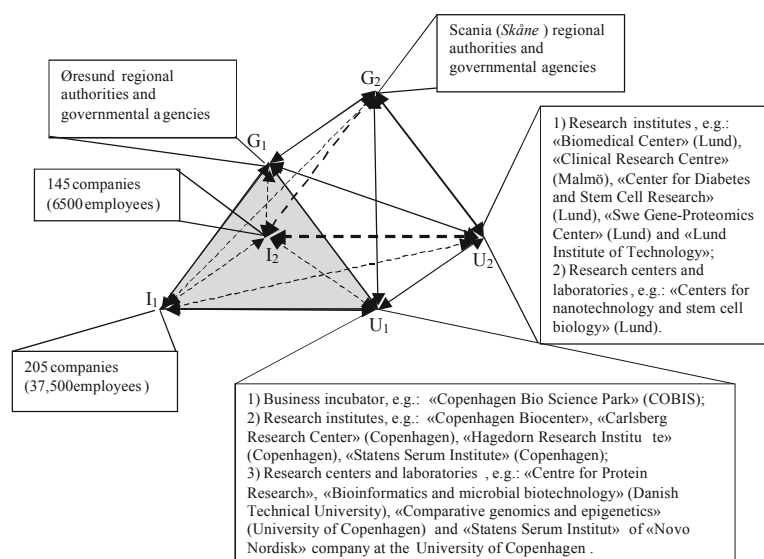 Scania (Skåne ) regional
authorities and
governmental agencies
Øresund regional
authorities and
governmental agencies
G2
G1
145 companies
(6500 employees)
I2
U2
I1
U1
205 companies
(37,500employees )
1) Research institutes , e.g.:
«Biomedical Center» (Lund),
«Clinical Research Centre»
(Malmö), «Center for Diabetes
and Stem Cell Research»
(Lund), «Swe Gene-Proteomics
Center» (Lund) and «Lund
Institute of Technology»;
2) Research centers and
laboratories , e.g.: «Centers for
nanotechnology and stem cell
biology» (Lund).
1) Business incubator, e.g.: «Copenhagen Bio Science Park» (COBIS);
2) Research institutes, e.g.: «Copenhagen Biocenter», «Carlsberg
Research Center» (Copenhagen), «Hagedorn Research Institu te»
(Copenhagen), «Statens Serum Institute» (Copenhagen);
3) Research centers and laboratories , e.g.: «Centre for Protein
Research», «Bioinformatics and microbial biotechnology» (Danish
Technical University), «Comparative genomics and epigenetics»
(University of Copenhagen) and «Statens Serum Institut» of «Novo
Nordisk» company at the University of Copenhagen .